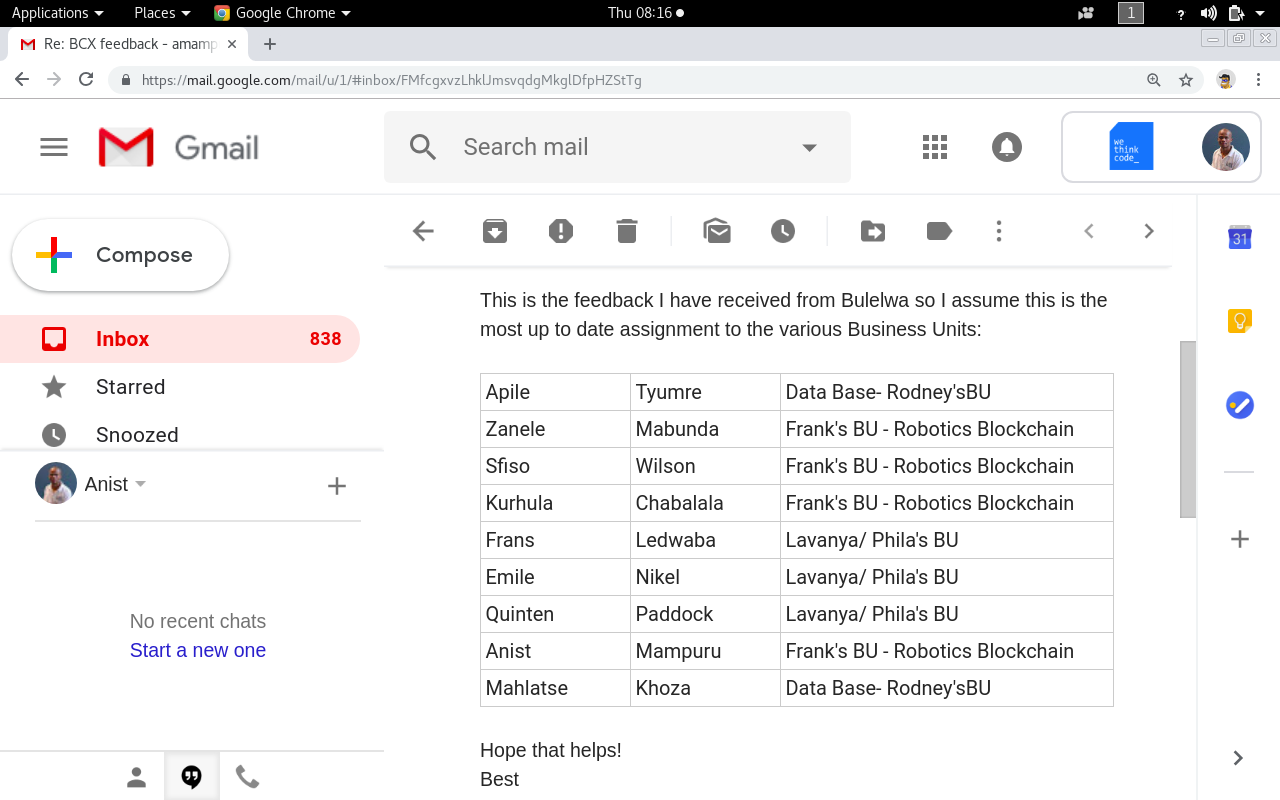 Applications Places Google Chrome Thu 08:16 1 ?
Re: BCX feedback - amamp
https://mail.google.com/mail/u/1/#inbox/FMfcgxvzLhklJmsvqdgMkglDfpHZStTg
Gmail Search mail we think code_
Compose
Inbox 838
Starred
Snoozed
Anist
No recent chats
Start a new one
This is the feedback I have received from Bulelwa so I assume this is the
most up to date assignment to the various Business Units:
Apile Tyumre Data Base- Rodney'sBU
Zanele Mabunda Frank's BU - Robotics Blockchain
Sfiso Wilson Frank's BU - Robotics Blockchain
Kurhula Chabalala Frank's BU - Robotics Blockchain
Frans Ledwaba Lavanya/ Phila's BU
Emile Nikel Lavanya/ Phila's BU
Quinten Paddock Lavanya/ Phila's BU
Anist Mampuru Frank's BU - Robotics Blockchain
Mahlatse Khoza Data Base- Rodney'sBU
Hope that helps!
Best
31